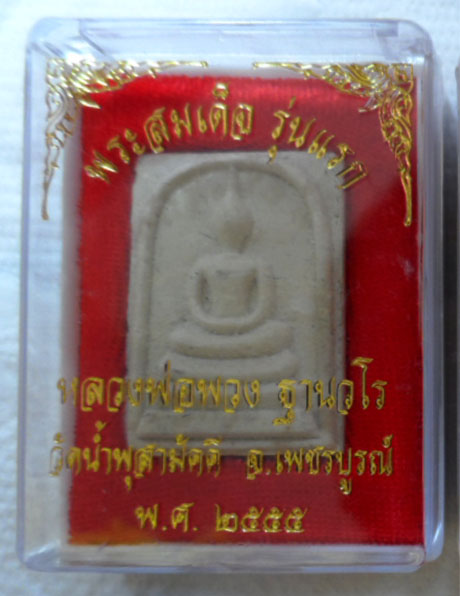 พระสมเด็จ รุ่นแรก
หลวงพ่อพวง ฐานวโร
วัดน้ำพุสามัคคี จ.เพชรบูรณ์
พ.ศ. ๒๕๕๕